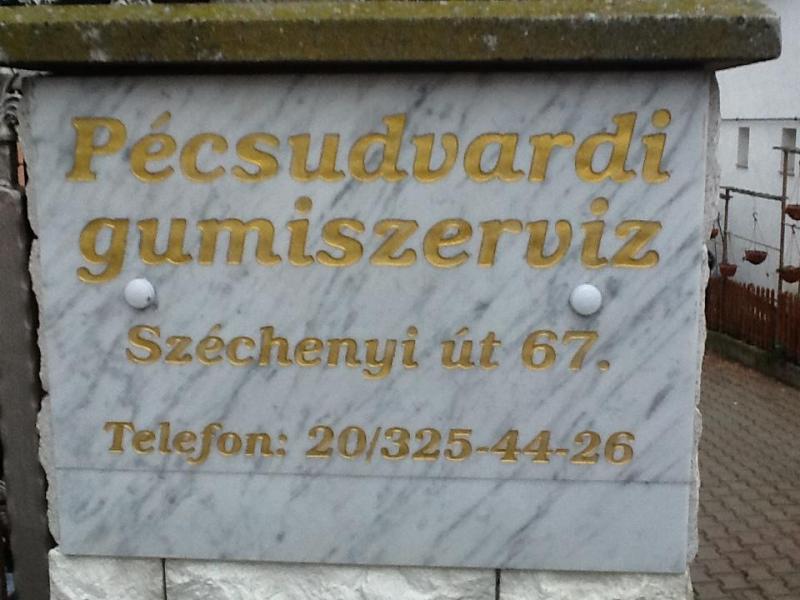 Pécsudvardi
gumiszerviz
Széchenyi út 67.
Telefon: 20/325-44-26